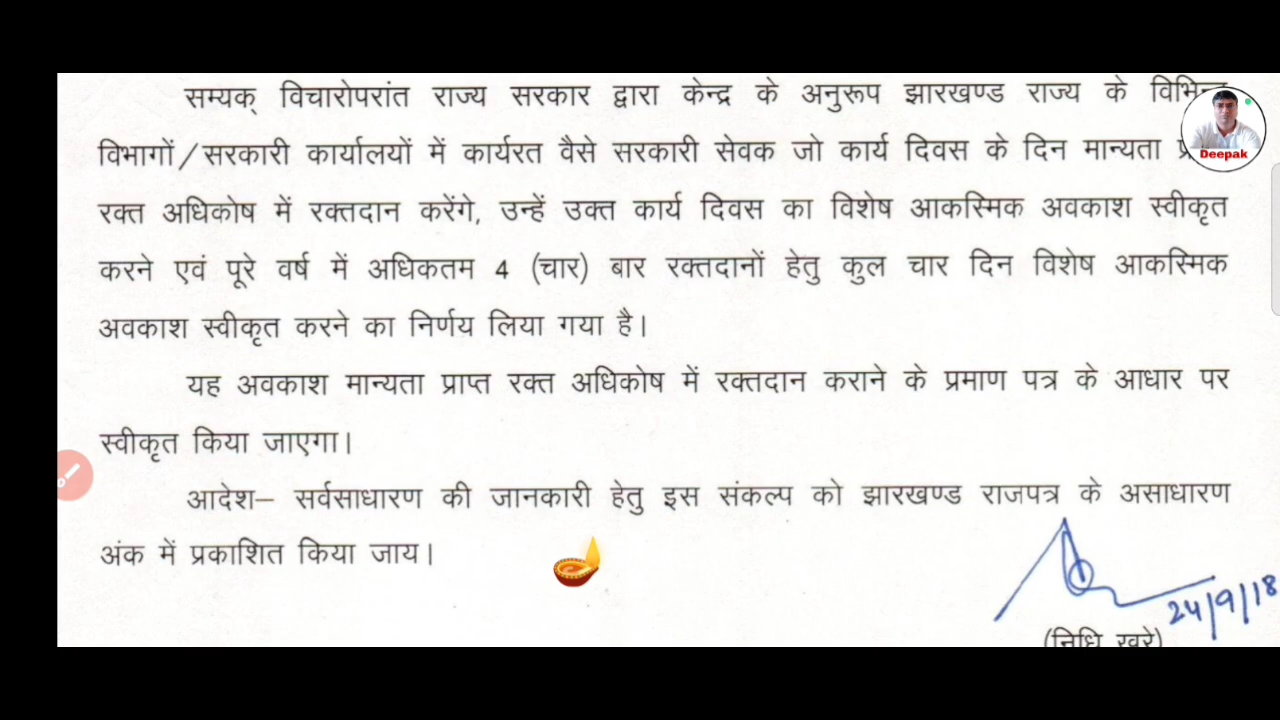 सम्यक् विचारोपरांत राज्य सरकार द्वारा केन्द्र के अनुरूप झारखण्ड राज्य के
विभागों/सरकारी कार्यालयों में कार्यरत वैसे सरकारी सेवक जो कार्य दिवस के दिन मान्यता
रक्त अधिकोष में रक्तदान करेंगे, उन्हें उक्त कार्य दिवस का विशेष आकस्मिक अवकाश स्वीकृत
करने एवं पूरे वर्ष में अधिकतम 4 (चार) बार रक्तदानों हेतु कुल चार दिन विशेष आकस्मिक
अवकाश स्वीकृत करने का निर्णय लिया गया है।
यह अवकाश मान्यता प्राप्त रक्त अधिकोष में रक्तदान कराने के प्रमाण पत्र के आधार पर
स्वीकृत किया जाएगा।
आदेश– सर्वसाधारण की जानकारी हेतु इस संकल्प को झारखण्ड राजपत्र के असाधारण
अंक में प्रकाशित किया जाय।
24/9/18
(निधि खरे)
Deepak